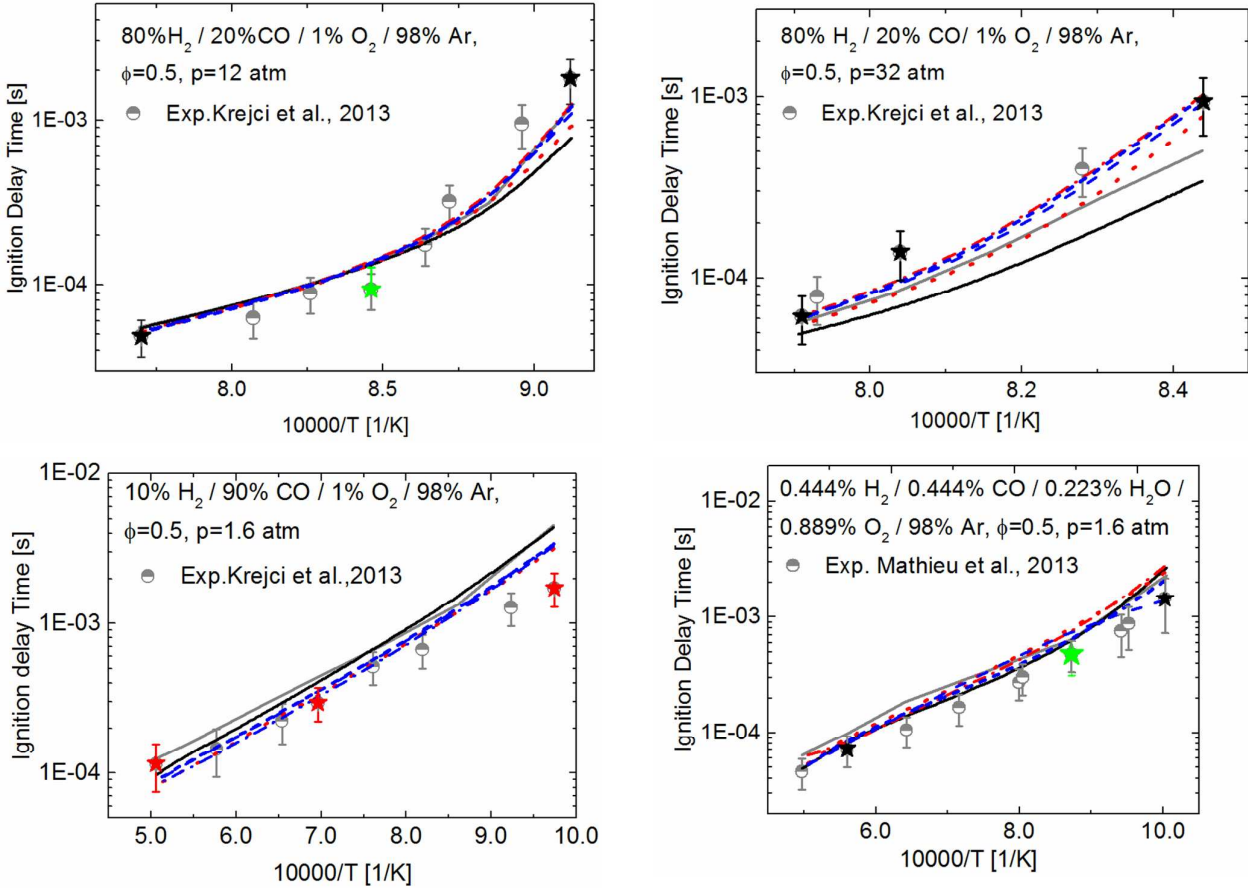 80%H₂ / 20%CO / 1% O₂ / 98% Ar,
ϕ=0.5, p=12 atm
Exp.Krejci et al., 2013
Ignition Delay Time [s]
1E-03
1E-04
8.0 8.5 9.0
10000/T [1/K]
80% H₂ / 20% CO/ 1% O₂ / 98% Ar,
ϕ=0.5, p=32 atm
Exp.Krejci et al., 2013
Ignition Delay Time [s]
1E-03
1E-04
8.0 8.2 8.4
10000/T [1/K]
10% H₂ / 90% CO / 1% O₂ / 98% Ar,
ϕ=0.5, p=1.6 atm
Exp.Krejci et al.,2013
Ignition delay Time [s]
1E-02
1E-03
1E-04
5.0 6.0 7.0 8.0 9.0 10.0
10000/T [1/K]
0.444% H₂ / 0.444% CO / 0.223% H₂O /
0.889% O₂ / 98% Ar, ϕ=0.5, p=1.6 atm
Exp. Mathieu et al., 2013
Ignition Delay Time [s]
1E-02
1E-03
1E-04
6.0 8.0 10.0
10000/T [1/K]